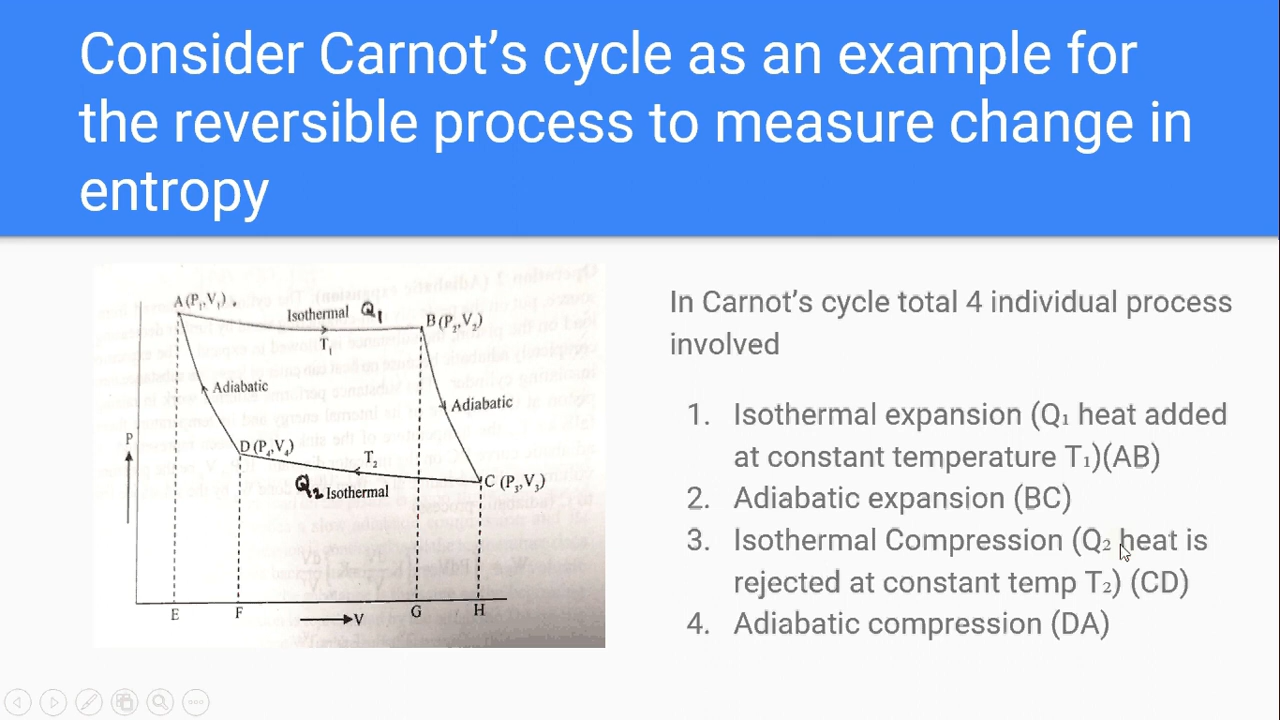 Consider Carnot’s cycle as an example for
the reversible process to measure change in
entropy
A (P₁,V₁)
Isothermal Q₁
T₁
B (P₂,V₂)
Adiabatic
Adiabatic
P
D (P₄,V₄)
T₂
Q₂ Isothermal
C (P₃,V₃)
E
F
V
G
H
In Carnot’s cycle total 4 individual process
involved
1. Isothermal expansion (Q₁ heat added
at constant temperature T₁)(AB)
2. Adiabatic expansion (BC)
3. Isothermal Compression (Q₂ heat is
rejected at constant temp T₂) (CD)
4. Adiabatic compression (DA)